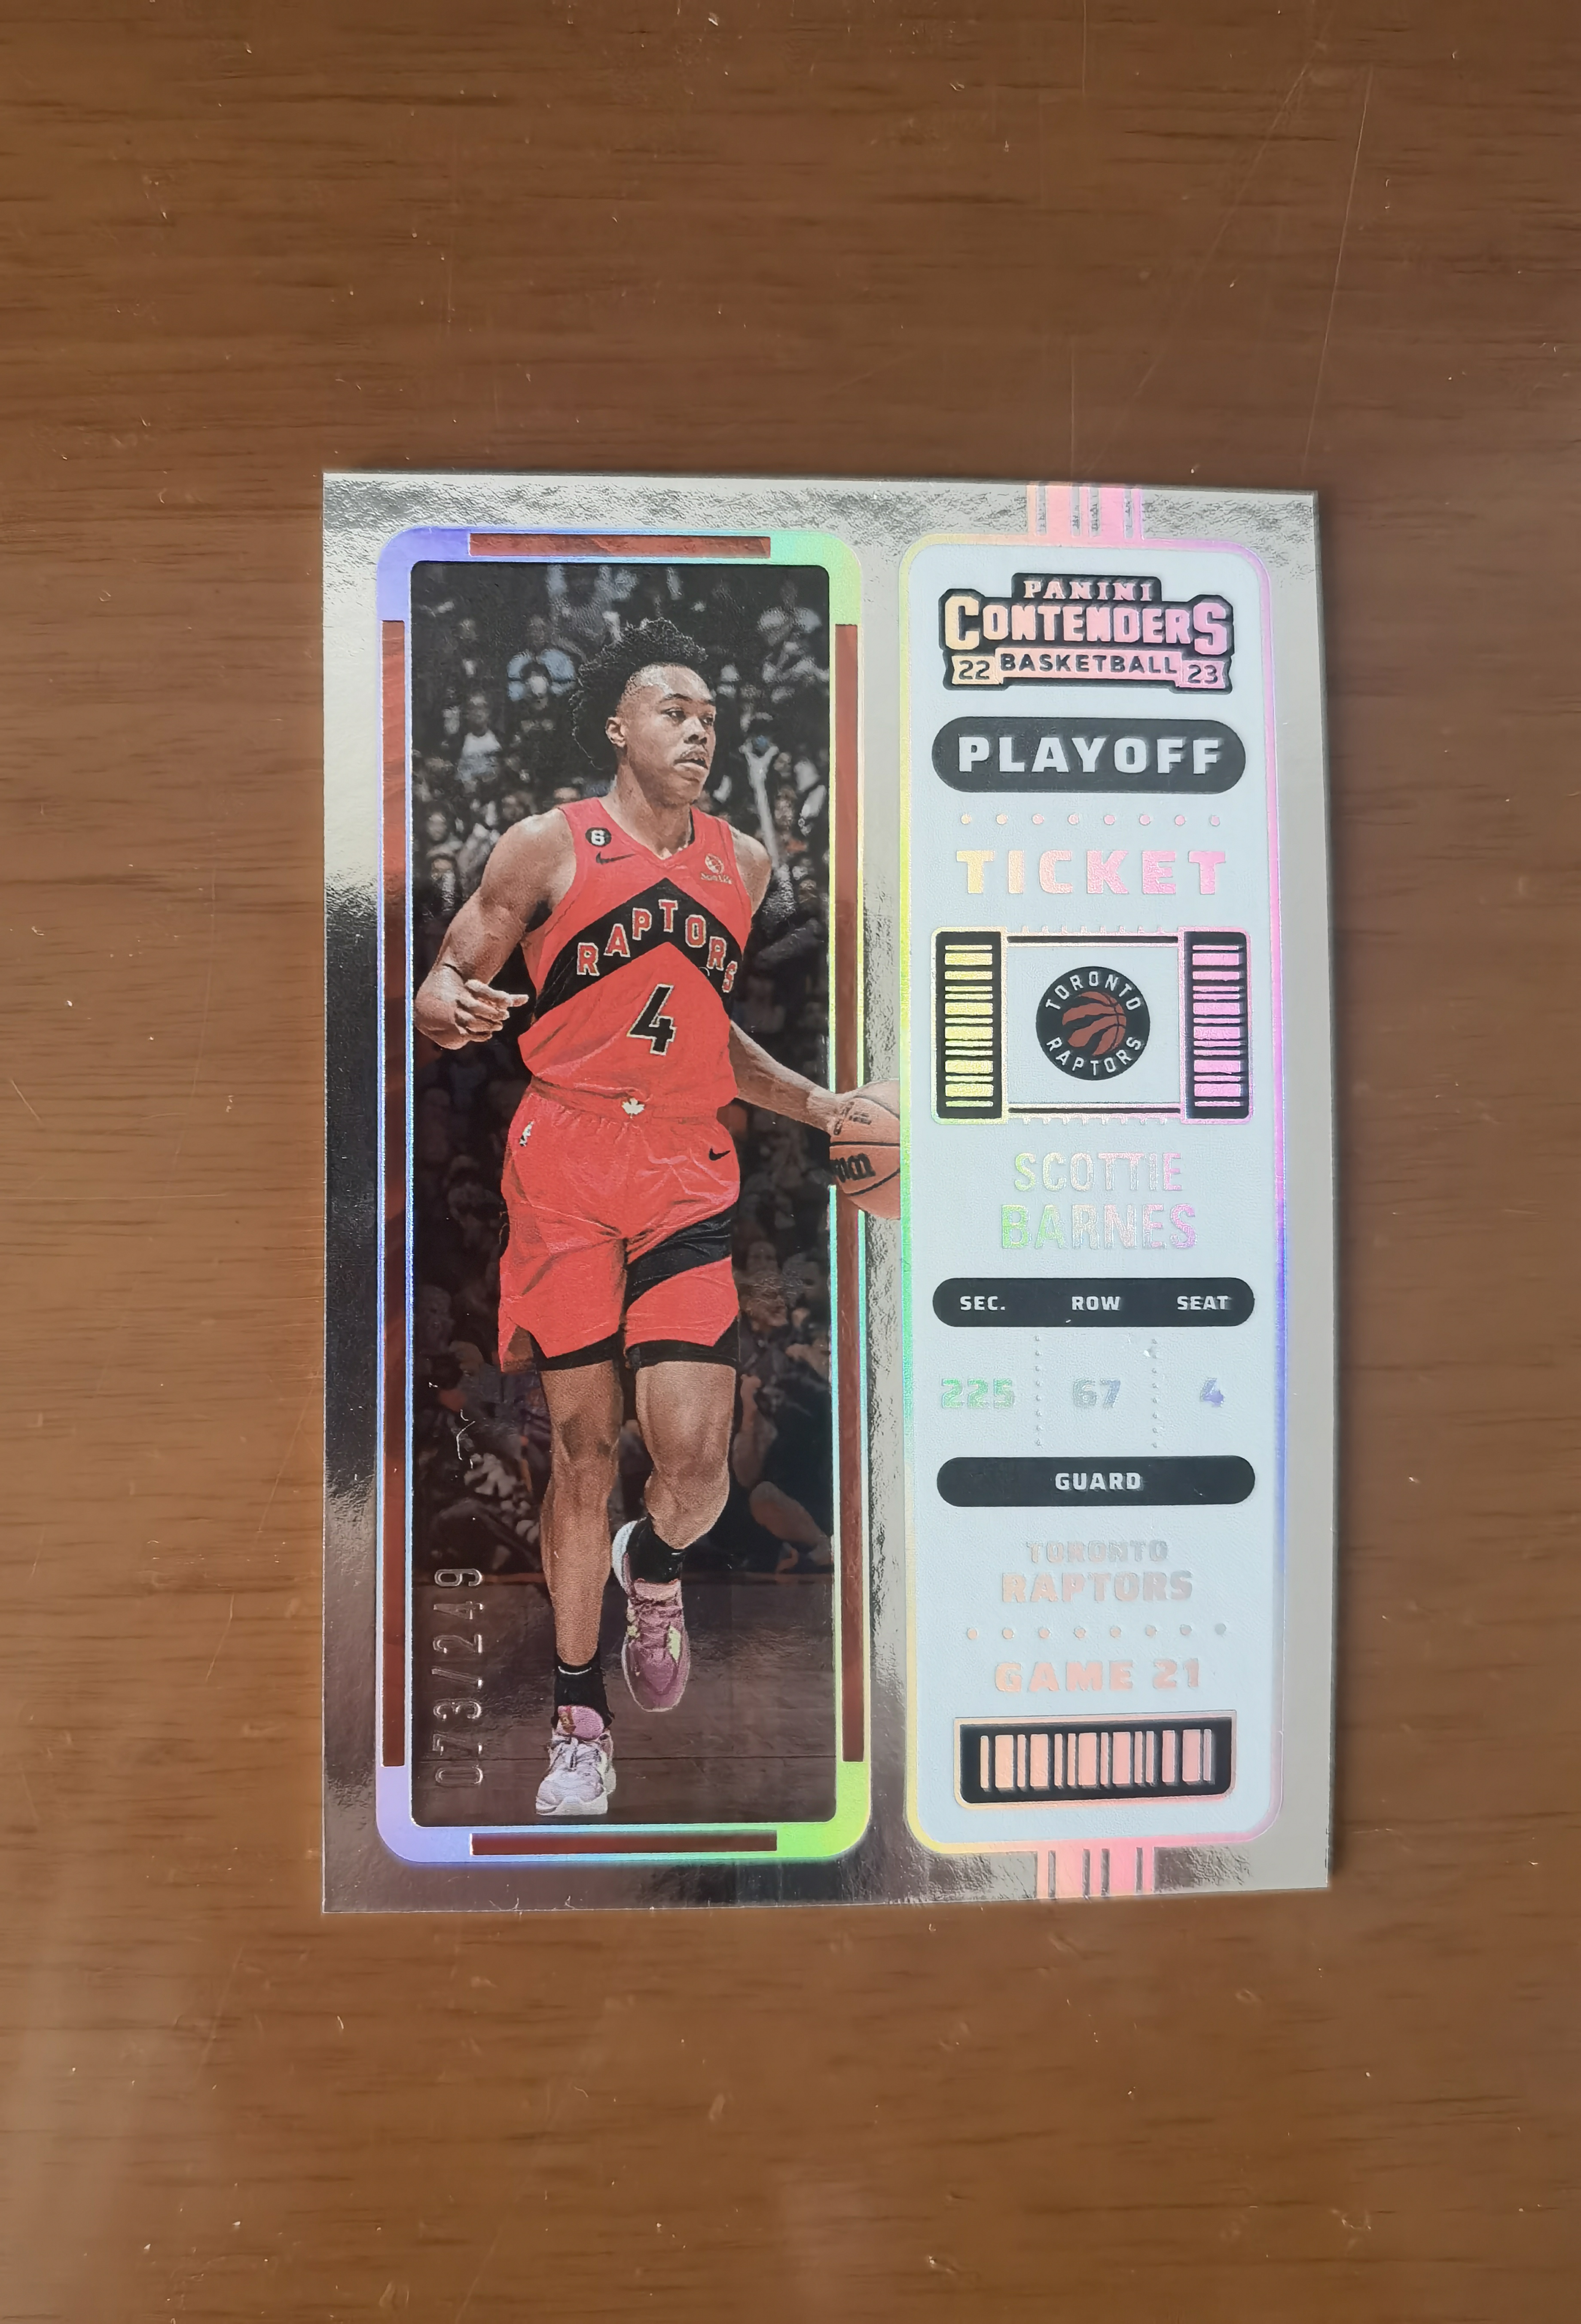 6
RAPTORS
4
073/249
PANINI
CONTENDERS
22 BASKETBALL 23
PLAYOFF
TICKET
TORONTO
RAPTORS
SCOTTIE
BARNES
SEC. ROW SEAT
225 67 4
GUARD
TORONTO
RAPTORS
GAME 21